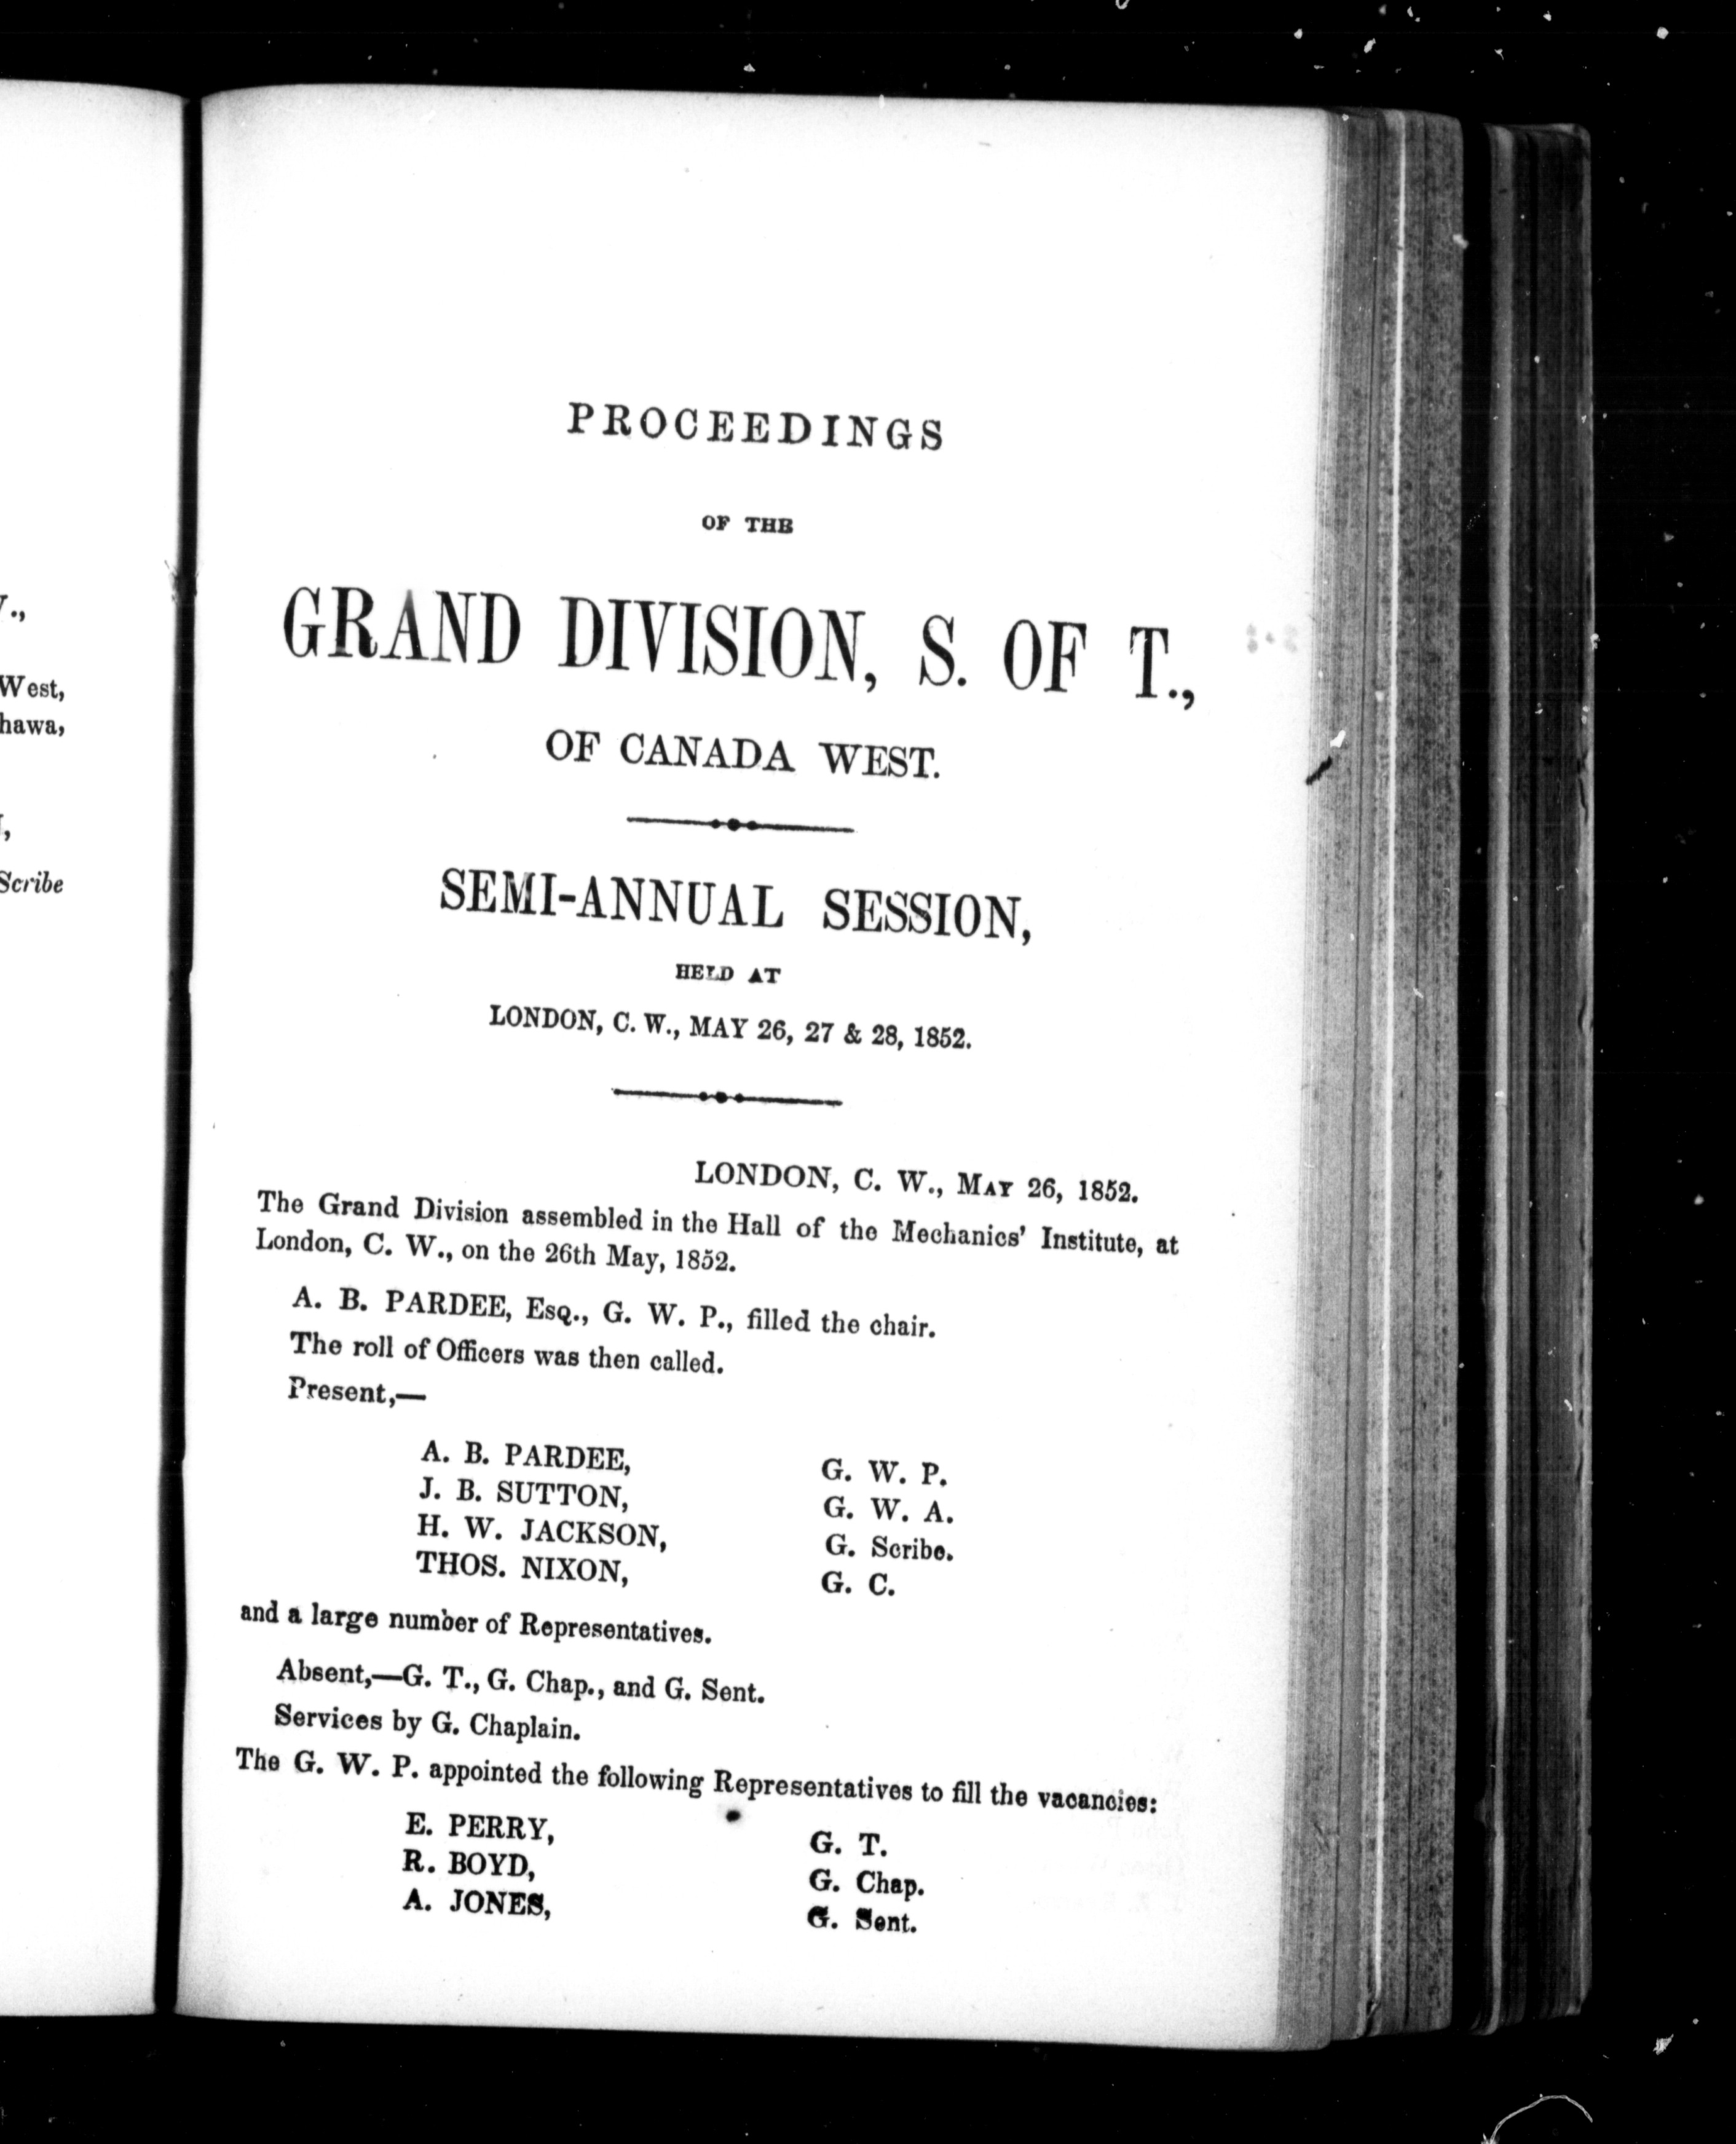 West,
Scribe
PROCEEDINGS
OF THE
GRAND DIVISION, S. OF T.,
OF CANADA WEST.
SEMI-ANNUAL SESSION,
HELD AT
LONDON, C. W., MAY 26, 27 & 28, 1852.
LONDON, C. W., MAY 26, 1852.
The Grand Division assembled in the Hall of the Mechanics' Institute, at
London, C. W., on the 26th May, 1852.
A. B. PARDEE, Esq., G. W. P., filled the chair.
The roll of Officers was then called.
Present,—
A. B. PARDEE, G. W. P.
J. B. SUTTON, G. W. A.
H. W. JACKSON, G. Scribe.
THOS. NIXON, G. C.
and a large number of Representatives.
Absent,—G. T., G. Chap., and G. Sent.
Services by G. Chaplain.
The G. W. P. appointed the following Representatives to fill the vacancies:
E. PERRY, G. T.
R. BOYD, G. Chap.
A. JONES, G. Sent.